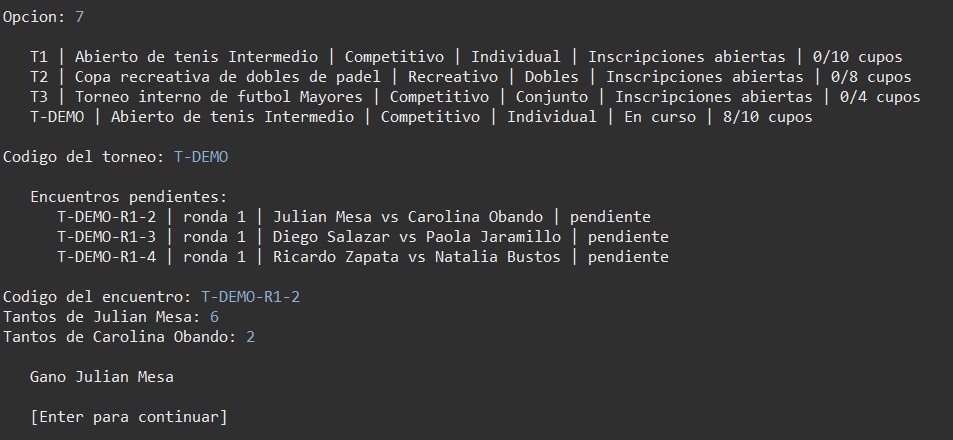 Opcion: 7
T1 | Abierto de tenis Intermedio | Competitivo | Individual | Inscripciones abiertas | 0/10 cupos
T2 | Copa recreativa de dobles de padel | Recreativo | Dobles | Inscripciones abiertas | 0/8 cupos
T3 | Torneo interno de futbol Mayores | Competitivo | Conjunto | Inscripciones abiertas | 0/4 cupos
T-DEMO | Abierto de tenis Intermedio | Competitivo | Individual | En curso | 8/10 cupos
Codigo del torneo: T-DEMO
Encuentros pendientes:
T-DEMO-R1-2 | ronda 1 | Julian Mesa vs Carolina Obando | pendiente
T-DEMO-R1-3 | ronda 1 | Diego Salazar vs Paola Jaramillo | pendiente
T-DEMO-R1-4 | ronda 1 | Ricardo Zapata vs Natalia Bustos | pendiente
Codigo del encuentro: T-DEMO-R1-2
Tantos de Julian Mesa: 6
Tantos de Carolina Obando: 2
Gano Julian Mesa
[Enter para continuar]